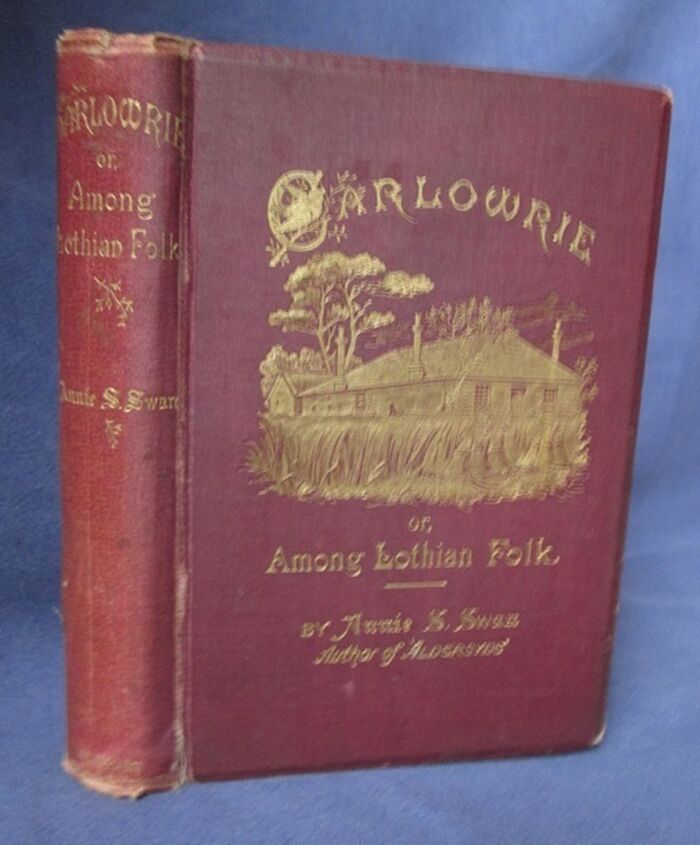 CARLOWRIE
or,
Among
Lothian Folk
Annie S. Swan
CARLOWRIE
or,
Among Lothian Folk
BY Annie S. Swan
Author of 'ALDERSYDE'